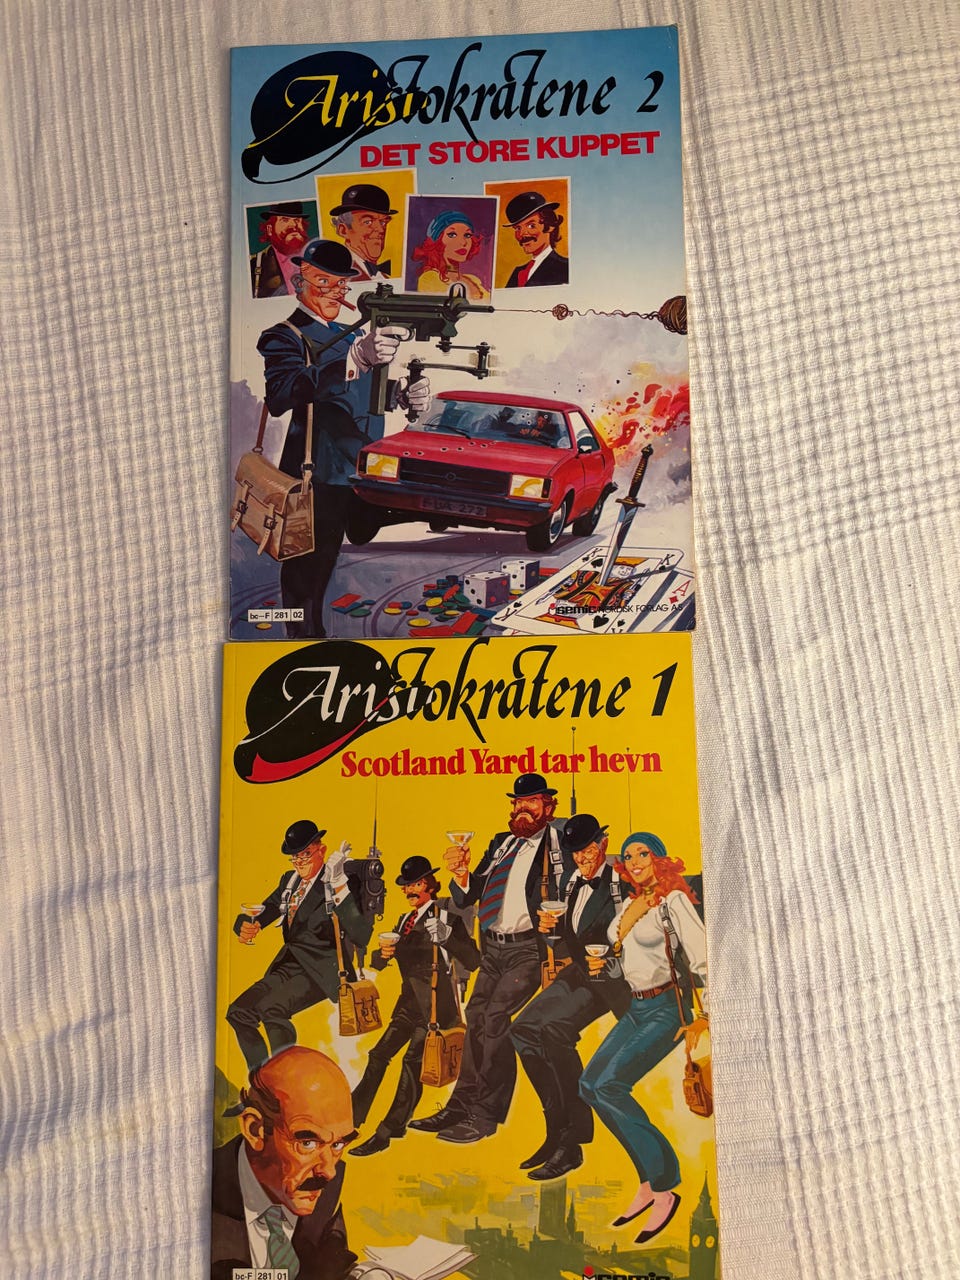 Aristokratene 2
DET STORE KUPPET
bc-F 281 02
semic NORDISK FORLAG A/S
Aristokratene 1
Scotland Yard tar hevn
bc-F 281 01
semic